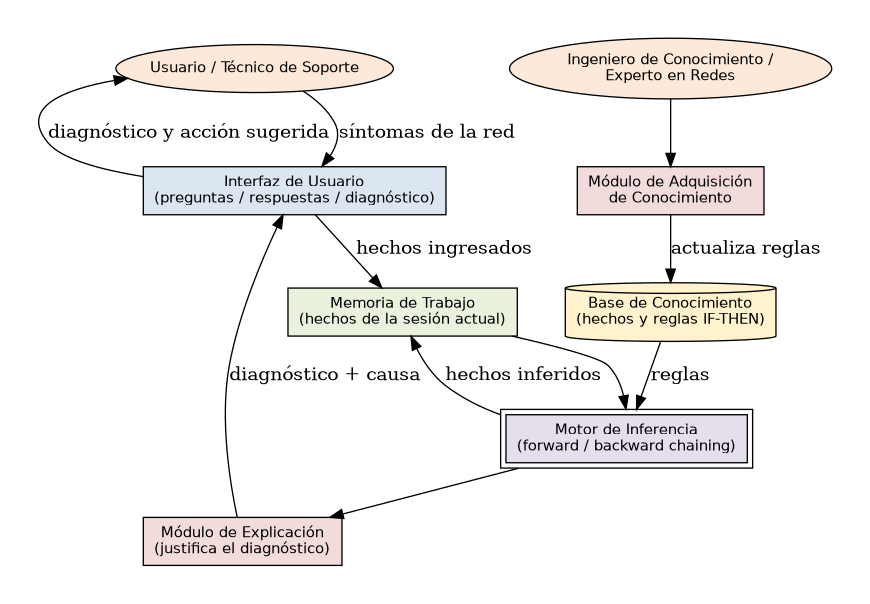 Usuario / Técnico de Soporte
Ingeniero de Conocimiento /
Experto en Redes
diagnóstico y acción sugerida
síntomas de la red
Interfaz de Usuario
(preguntas / respuestas / diagnóstico)
Módulo de Adquisición
de Conocimiento
hechos ingresados
actualiza reglas
Memoria de Trabajo
(hechos de la sesión actual)
Base de Conocimiento
(hechos y reglas IF-THEN)
diagnóstico + causa
hechos inferidos
reglas
Motor de Inferencia
(forward / backward chaining)
Módulo de Explicación
(justifica el diagnóstico)